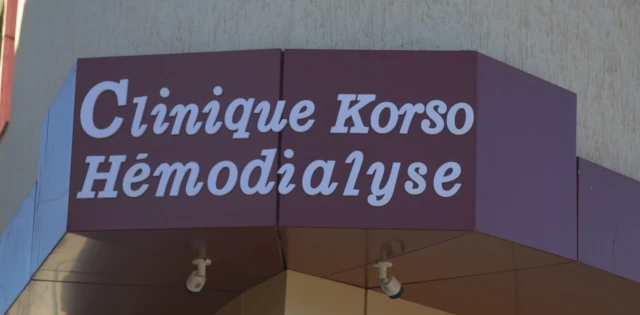 Clinique Korso
Hémodialyse